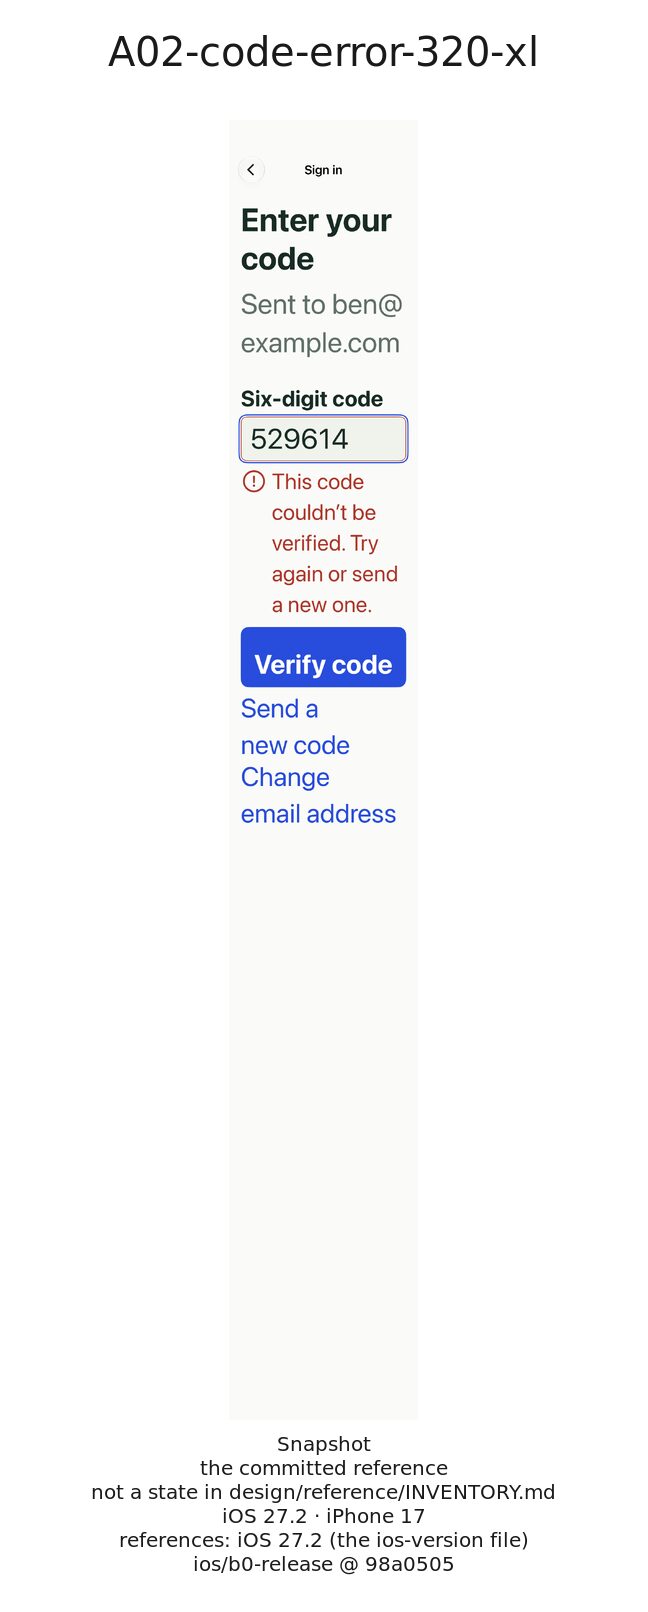 A02-code-error-320-xl
Sign in
Enter your
code
Sent to ben@
example.com
Six-digit code
529614
This code
couldn’t be
verified. Try
again or send
a new one.
Verify code
Send a
new code
Change
email address
Snapshot
the committed reference
not a state in design/reference/INVENTORY.md
iOS 27.2 · iPhone 17
references: iOS 27.2 (the ios-version file)
ios/b0-release @ 98a0505